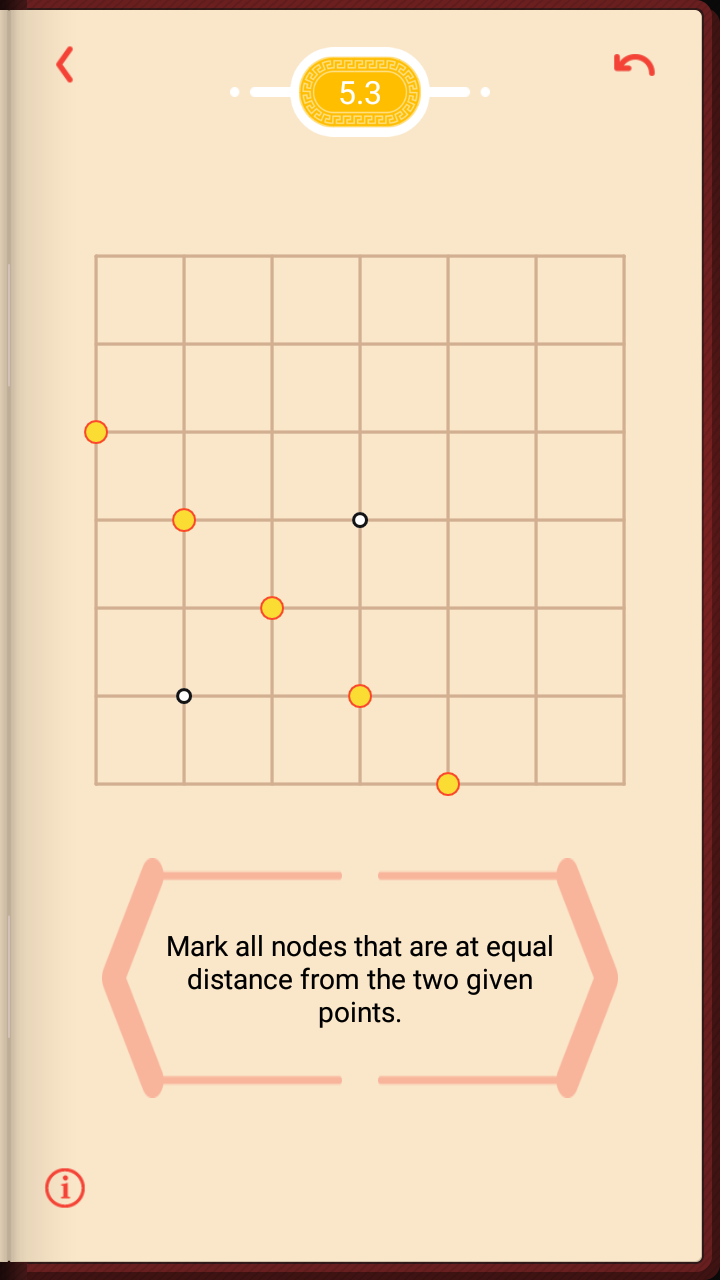 5.3
Mark all nodes that are at equal
distance from the two given
points.
i